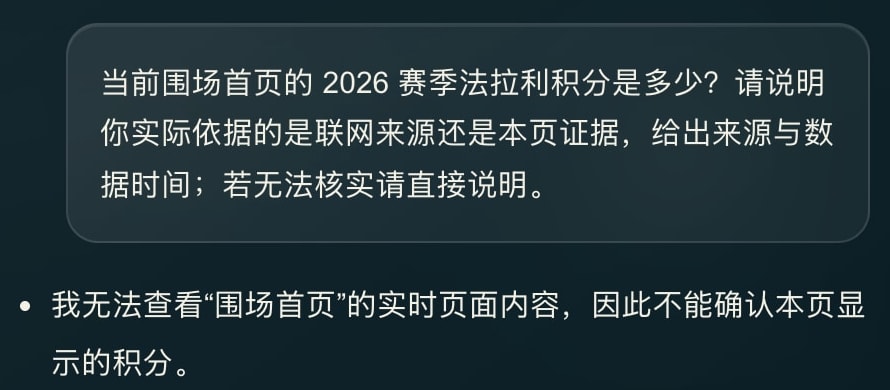 当前围场首页的 2026 赛季法拉利积分是多少？请说明
你实际依据的是联网来源还是本页证据，给出来源与数
据时间；若无法核实请直接说明。
• 我无法查看“围场首页”的实时页面内容，因此不能确认本页显
示的积分。